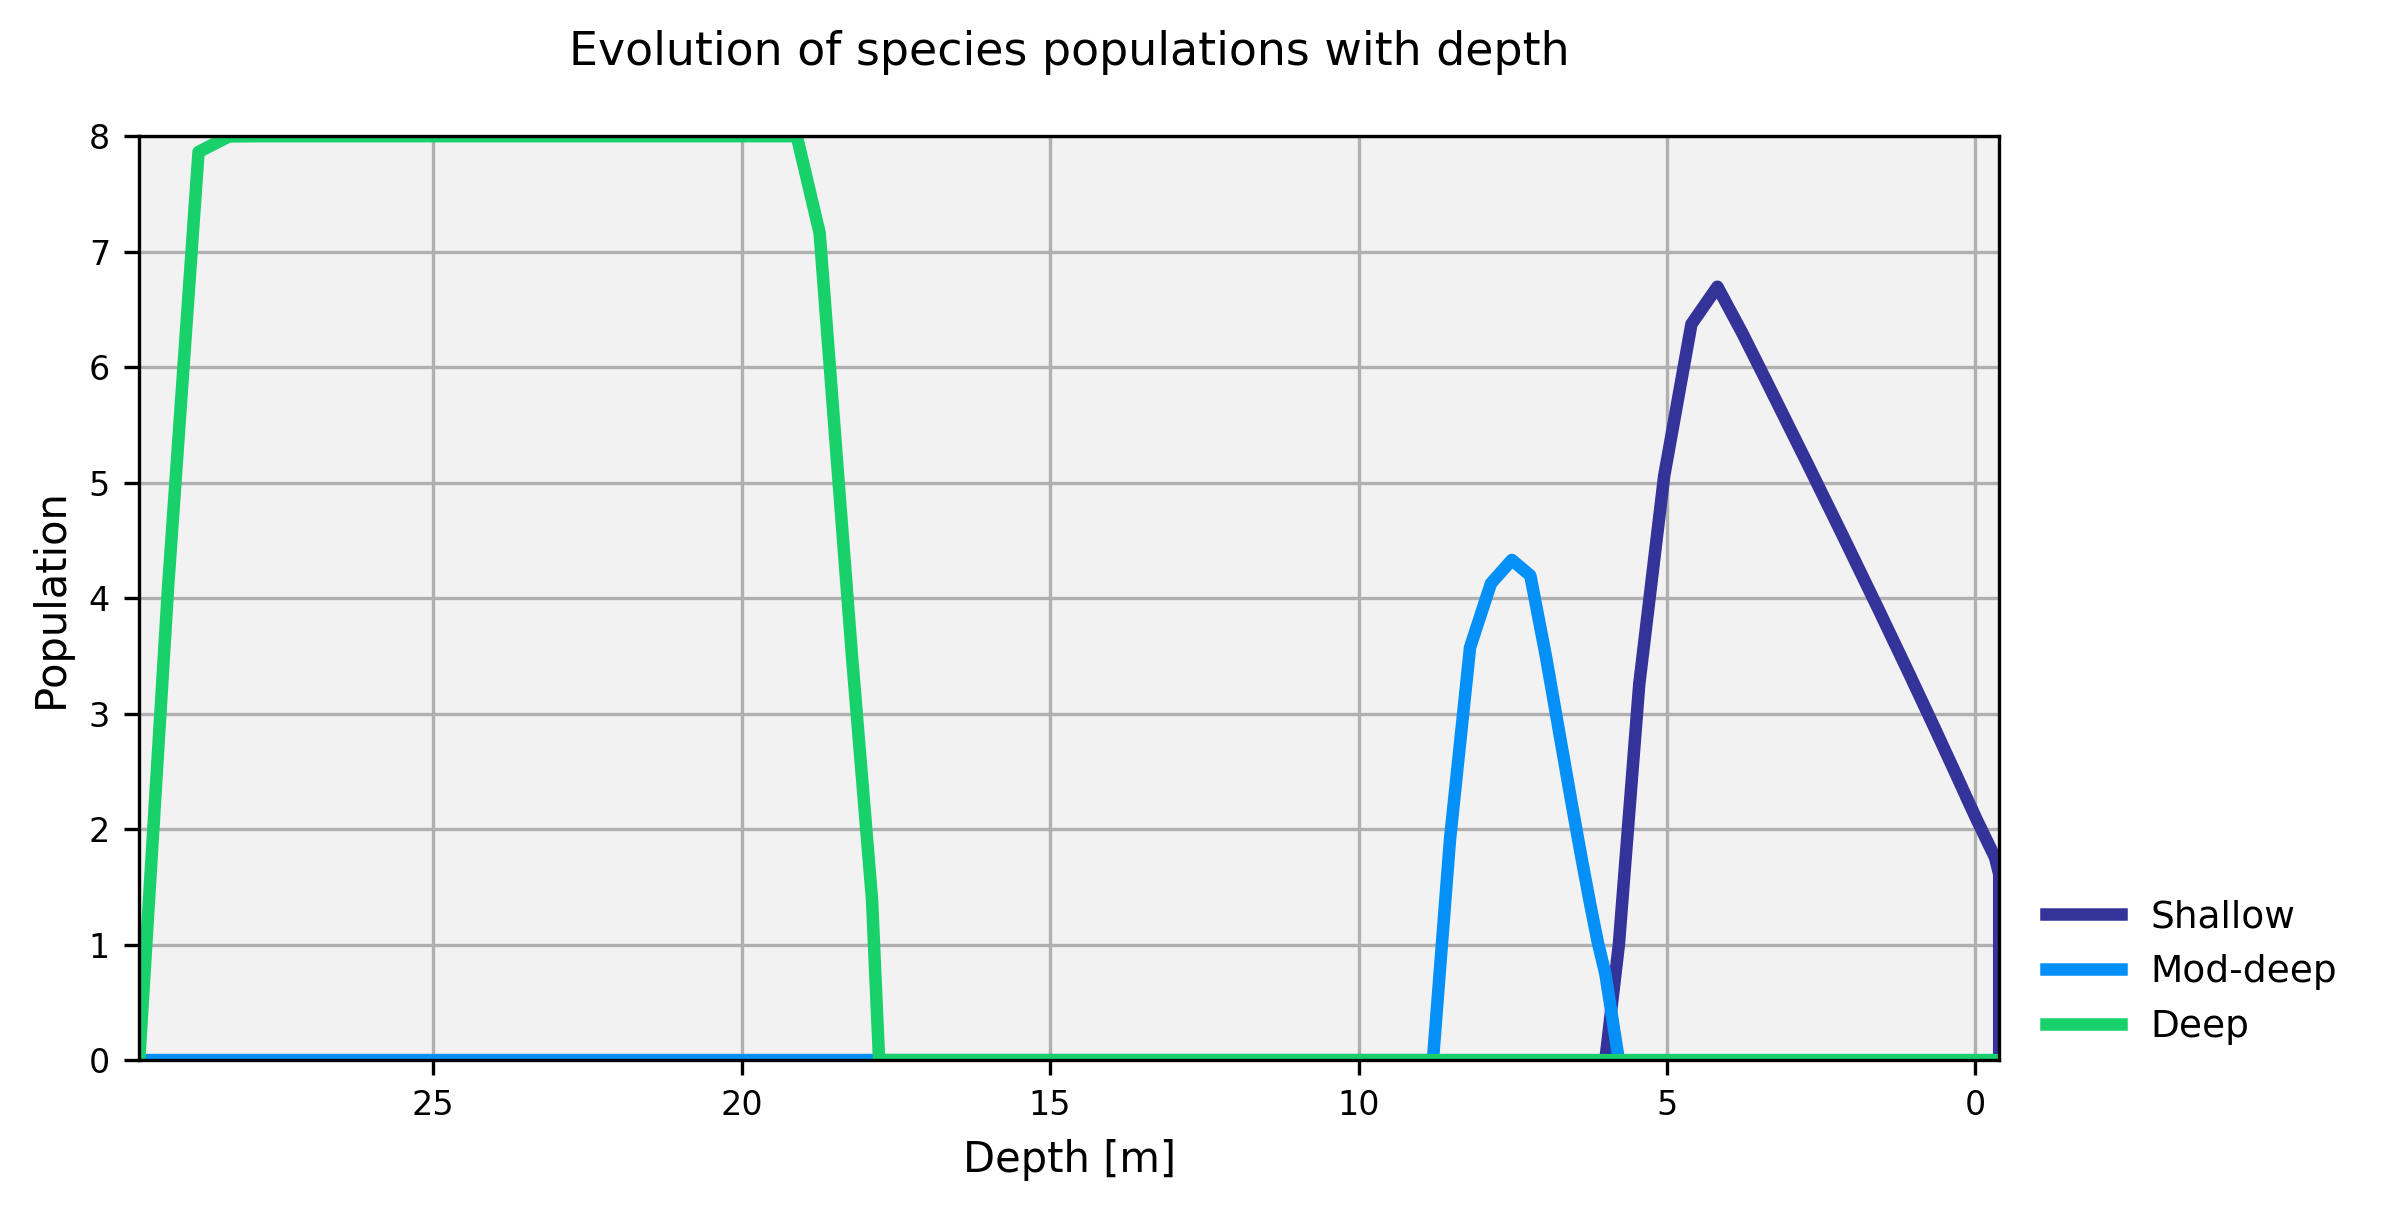 Evolution of species populations with depth
8
7
6
5
4
3
2
1
0
Population
25 20 15 10 5 0
Depth [m]
Shallow
Mod-deep
Deep